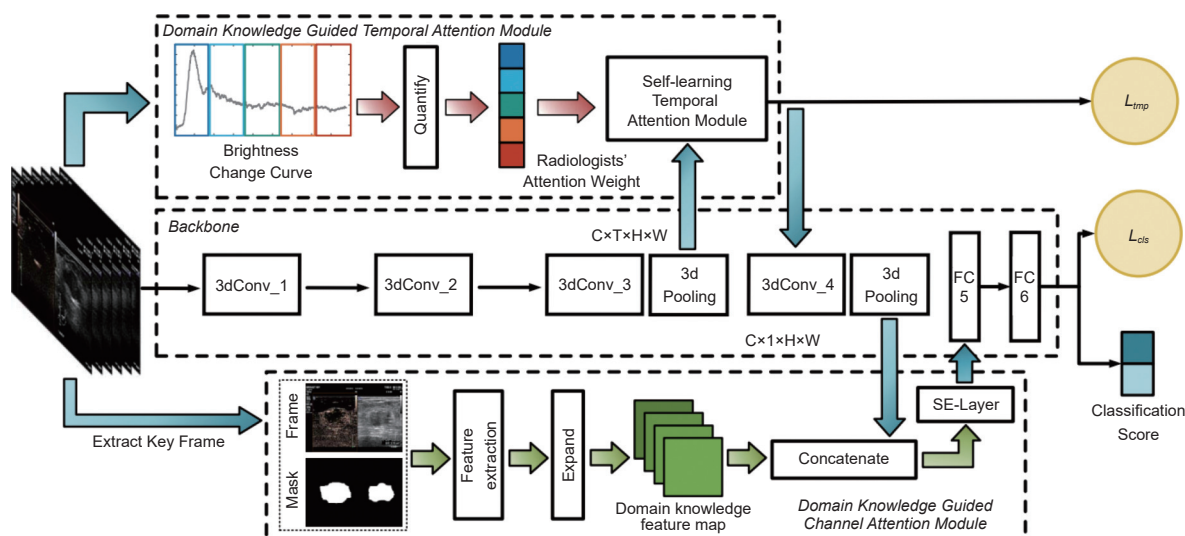 Domain Knowledge Guided Temporal Attention Module
Brightness
Change Curve
Quantify
Radiologists'
Attention Weight
Self-learning
Temporal
Attention Module
L_tmp
Backbone
C×T×H×W
3dConv_1
3dConv_2
3dConv_3
3d
Pooling
3dConv_4
3d
Pooling
FC
5
FC
6
L_cls
C×1×H×W
Extract Key Frame
Frame
Mask
Feature
extraction
Expand
Domain knowledge
feature map
Concatenate
SE-Layer
Domain Knowledge Guided
Channel Attention Module
Classification
Score